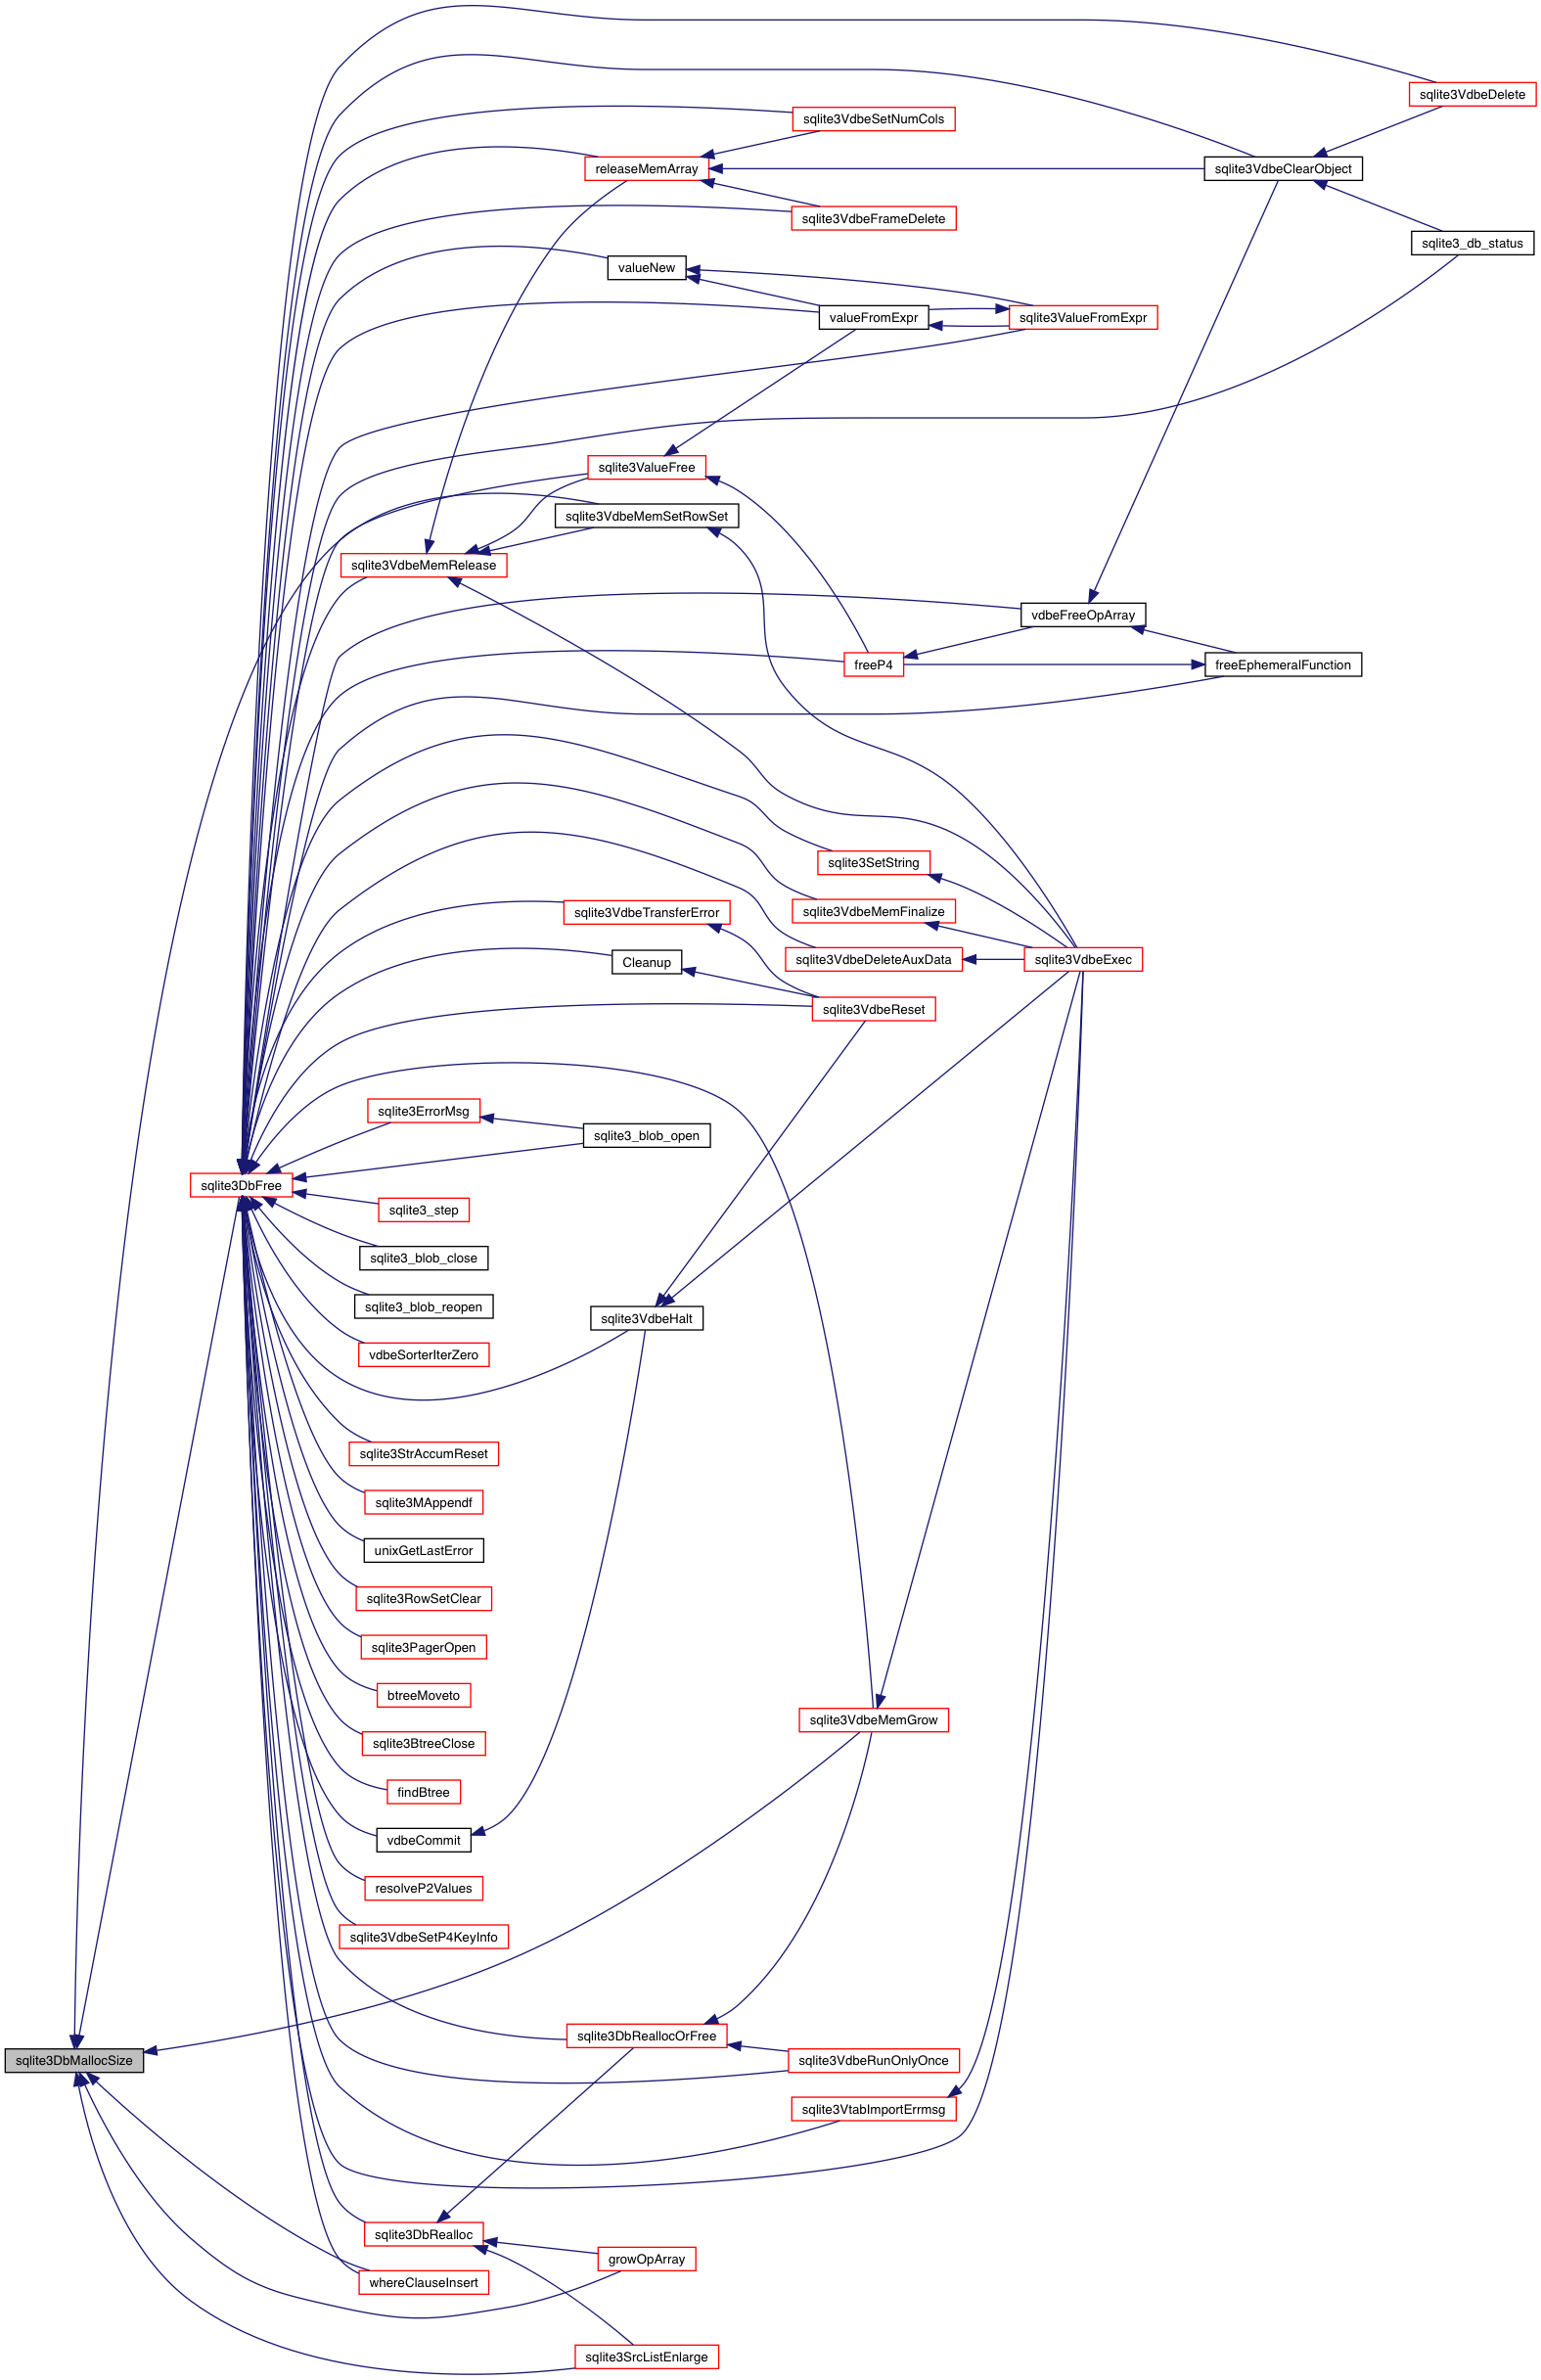 sqlite3VdbeDelete
sqlite3VdbeSetNumCols
releaseMemArray
sqlite3VdbeClearObject
sqlite3VdbeFrameDelete
sqlite3_db_status
valueNew
valueFromExpr
sqlite3ValueFromExpr
sqlite3ValueFree
sqlite3VdbeMemSetRowSet
sqlite3VdbeMemRelease
vdbeFreeOpArray
freeP4
freeEphemeralFunction
sqlite3SetString
sqlite3VdbeTransferError
sqlite3VdbeMemFinalize
Cleanup
sqlite3VdbeDeleteAuxData
sqlite3VdbeExec
sqlite3VdbeReset
sqlite3ErrorMsg
sqlite3_blob_open
sqlite3DbFree
sqlite3_step
sqlite3_blob_close
sqlite3_blob_reopen
sqlite3VdbeHalt
vdbeSorterIterZero
sqlite3StrAccumReset
sqlite3MAppendf
unixGetLastError
sqlite3RowSetClear
sqlite3PagerOpen
btreeMoveto
sqlite3VdbeMemGrow
sqlite3BtreeClose
findBtree
vdbeCommit
resolveP2Values
sqlite3VdbeSetP4KeyInfo
sqlite3DbReallocOrFree
sqlite3DbMallocSize
sqlite3VdbeRunOnlyOnce
sqlite3VtabImportErrmsg
sqlite3DbRealloc
growOpArray
whereClauseInsert
sqlite3SrcListEnlarge